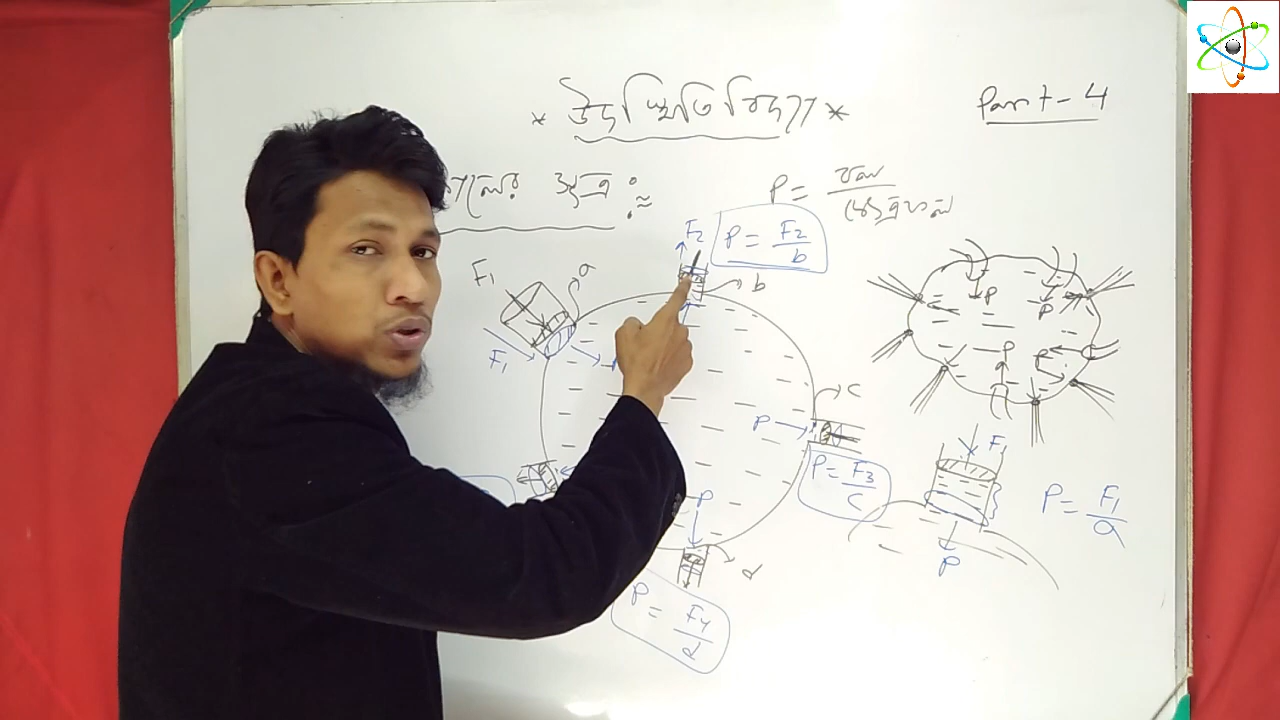 * উদস্থিতি বিদ্যা *
Part - 4
সূত্র :
P = বল / ক্ষেত্রফল
F₂
P = F₂ / b
b
F₁
a
F₁
P
P
P
P
c
P
P = F₃ / c
F₁
P = F₁ / a
P
P
d
P = F₄ / d